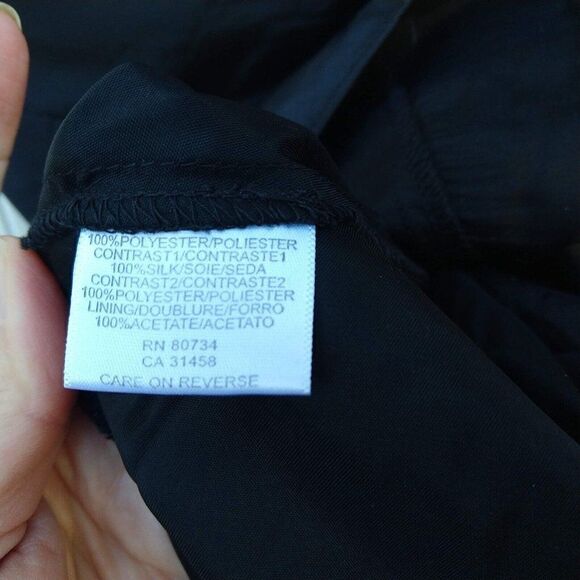 100%POLYESTER/POLIESTER
CONTRAST1/CONTRASTE1
100%SILK/SOIE/SEDA
CONTRAST2/CONTRASTE2
100%POLYESTER/POLIESTER
LINING/DOUBLURE/FORRO
100%ACETATE/ACETATO
RN 80734
CA 31458
CARE ON REVERSE